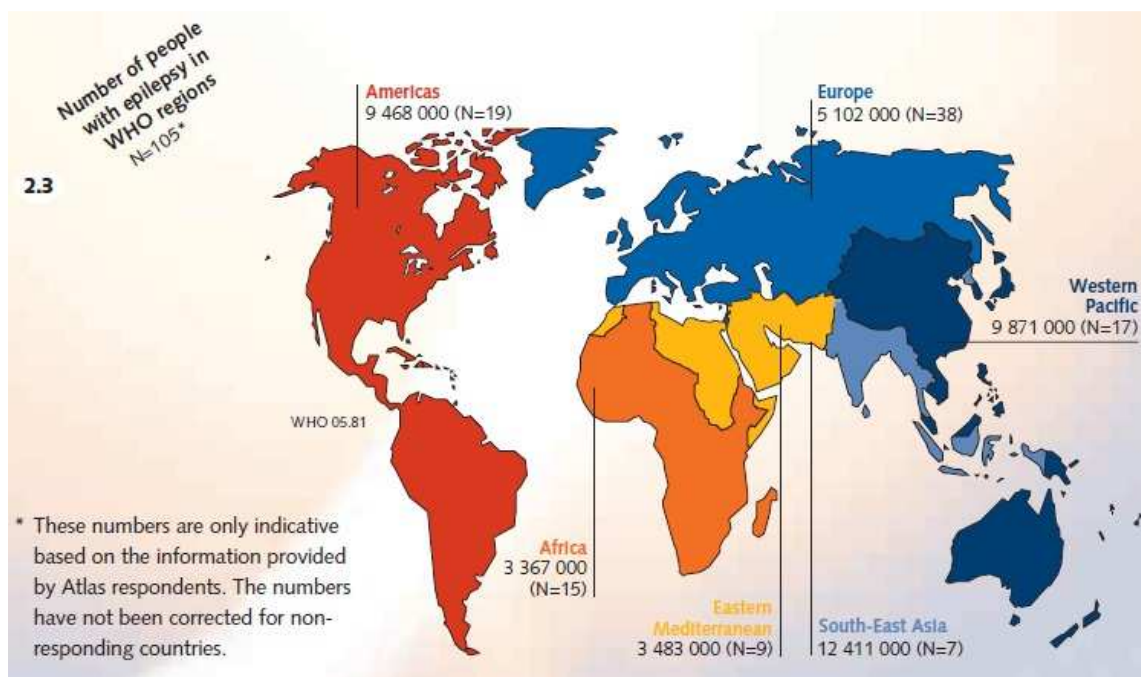 Number of people
with epilepsy in
WHO regions
N=105*
2.3
Americas
9 468 000 (N=19)
Europe
5 102 000 (N=38)
Western
Pacific
9 871 000 (N=17)
WHO 05.81
Africa
3 367 000
(N=15)
Eastern
Mediterranean
3 483 000 (N=9)
South-East Asia
12 411 000 (N=7)
* These numbers are only indicative
based on the information provided
by Atlas respondents. The numbers
have not been corrected for non-
responding countries.